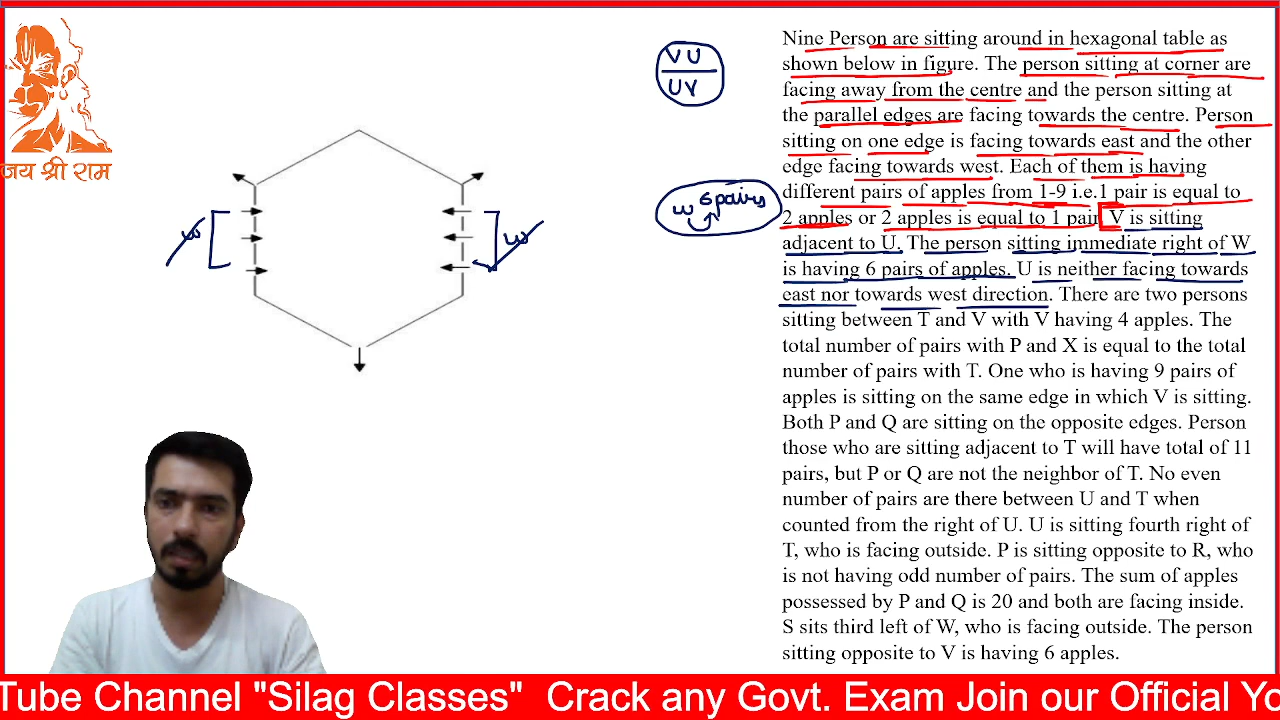 जय श्री राम
V U
U V
W 6 pairs
W
W
Nine Person are sitting around in hexagonal table as
shown below in figure. The person sitting at corner are
facing away from the centre and the person sitting at
the parallel edges are facing towards the centre. Person
sitting on one edge is facing towards east and the other
edge facing towards west. Each of them is having
different pairs of apples from 1-9 i.e.1 pair is equal to
2 apples or 2 apples is equal to 1 pair V is sitting
adjacent to U. The person sitting immediate right of W
is having 6 pairs of apples. U is neither facing towards
east nor towards west direction. There are two persons
sitting between T and V with V having 4 apples. The
total number of pairs with P and X is equal to the total
number of pairs with T. One who is having 9 pairs of
apples is sitting on the same edge in which V is sitting.
Both P and Q are sitting on the opposite edges. Person
those who are sitting adjacent to T will have total of 11
pairs, but P or Q are not the neighbor of T. No even
number of pairs are there between U and T when
counted from the right of U. U is sitting fourth right of
T, who is facing outside. P is sitting opposite to R, who
is not having odd number of pairs. The sum of apples
possessed by P and Q is 20 and both are facing inside.
S sits third left of W, who is facing outside. The person
sitting opposite to V is having 6 apples.
Tube Channel "Silag Classes" Crack any Govt. Exam Join our Official Yo